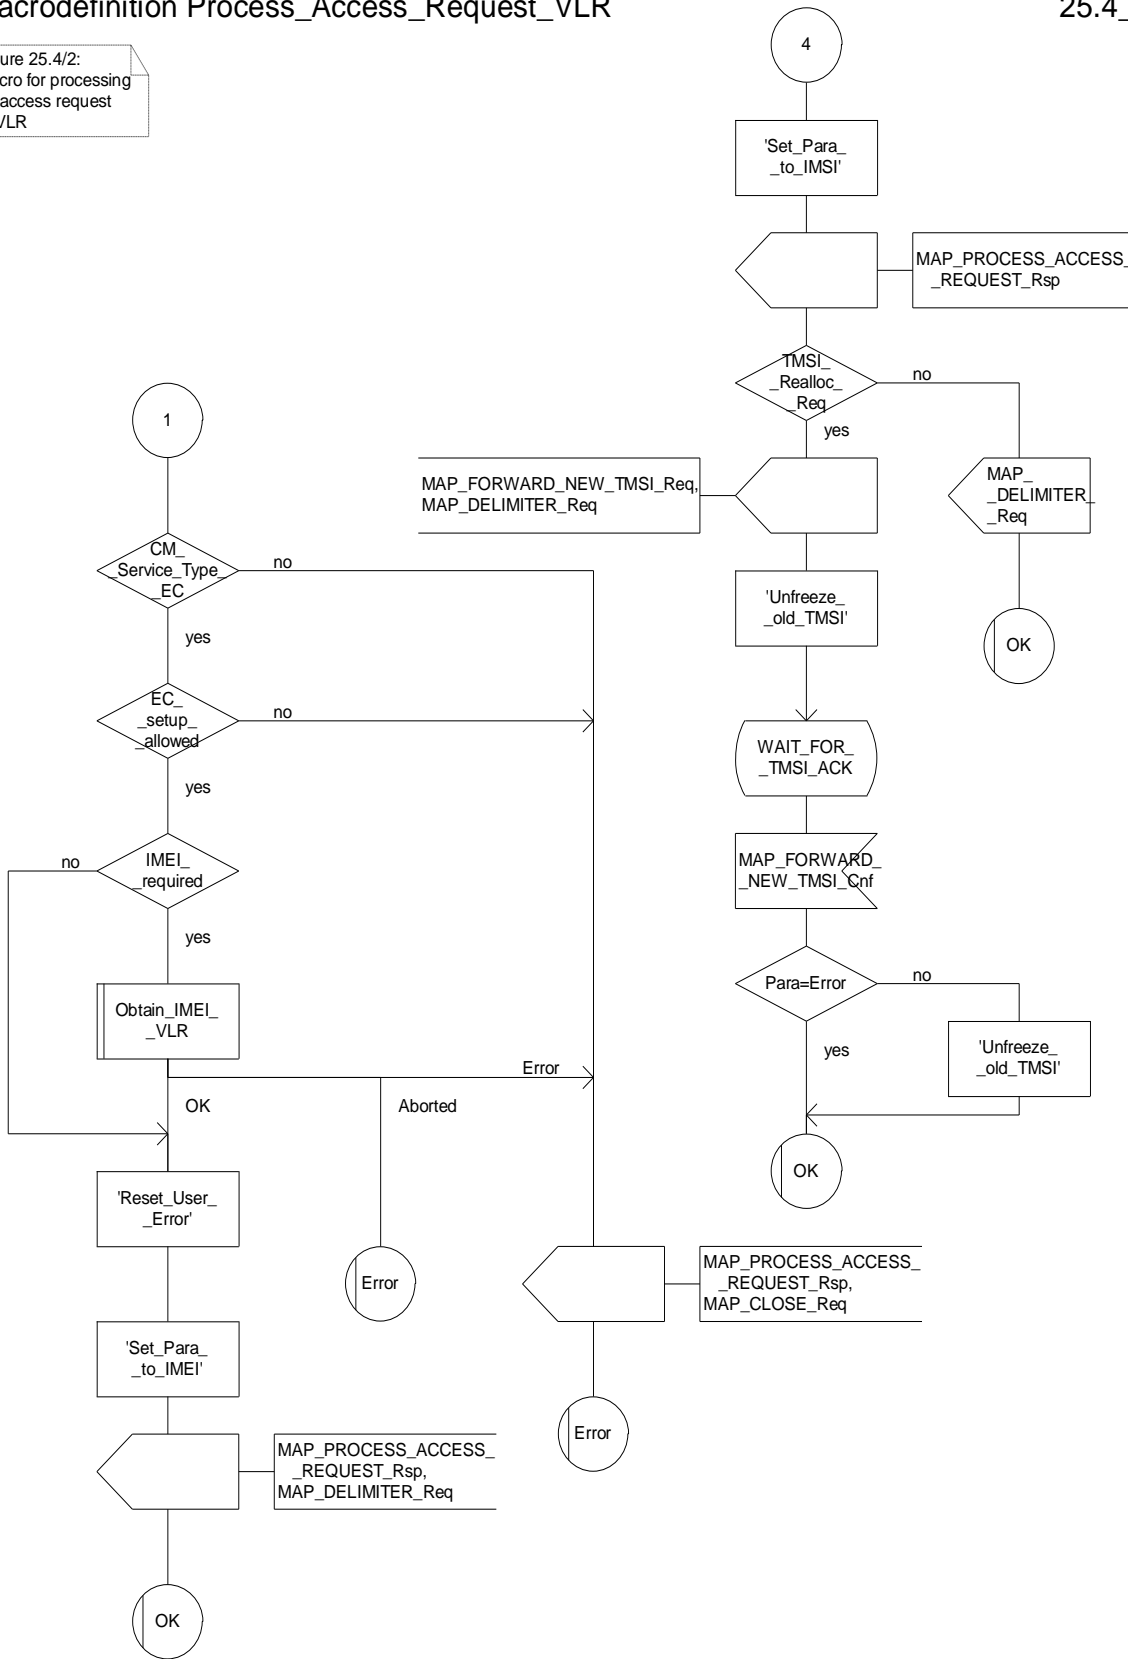 acrodefinition Process_Access_Request_VLR
25.4_
ure 25.4/2:
cro for processing
access request
VLR
4
'Set_Para_
_to_IMSI'
MAP_PROCESS_ACCESS_
_REQUEST_Rsp
TMSI_
_Realloc_
_Req
no
yes
MAP_FORWARD_NEW_TMSI_Req,
MAP_DELIMITER_Req
MAP_
_DELIMITER_
_Req
'Unfreeze_
_old_TMSI'
OK
WAIT_FOR_
_TMSI_ACK
MAP_FORWARD_
_NEW_TMSI_Cnf
Para=Error
no
yes
'Unfreeze_
_old_TMSI'
OK
1
CM_
_Service_Type_
_EC
no
yes
EC_
_setup_
_allowed
no
yes
IMEI_
_required
no
yes
Obtain_IMEI_
_VLR
Error
OK
Aborted
'Reset_User_
_Error'
Error
MAP_PROCESS_ACCESS_
_REQUEST_Rsp,
MAP_CLOSE_Req
'Set_Para_
_to_IMEI'
Error
MAP_PROCESS_ACCESS_
_REQUEST_Rsp,
MAP_DELIMITER_Req
OK